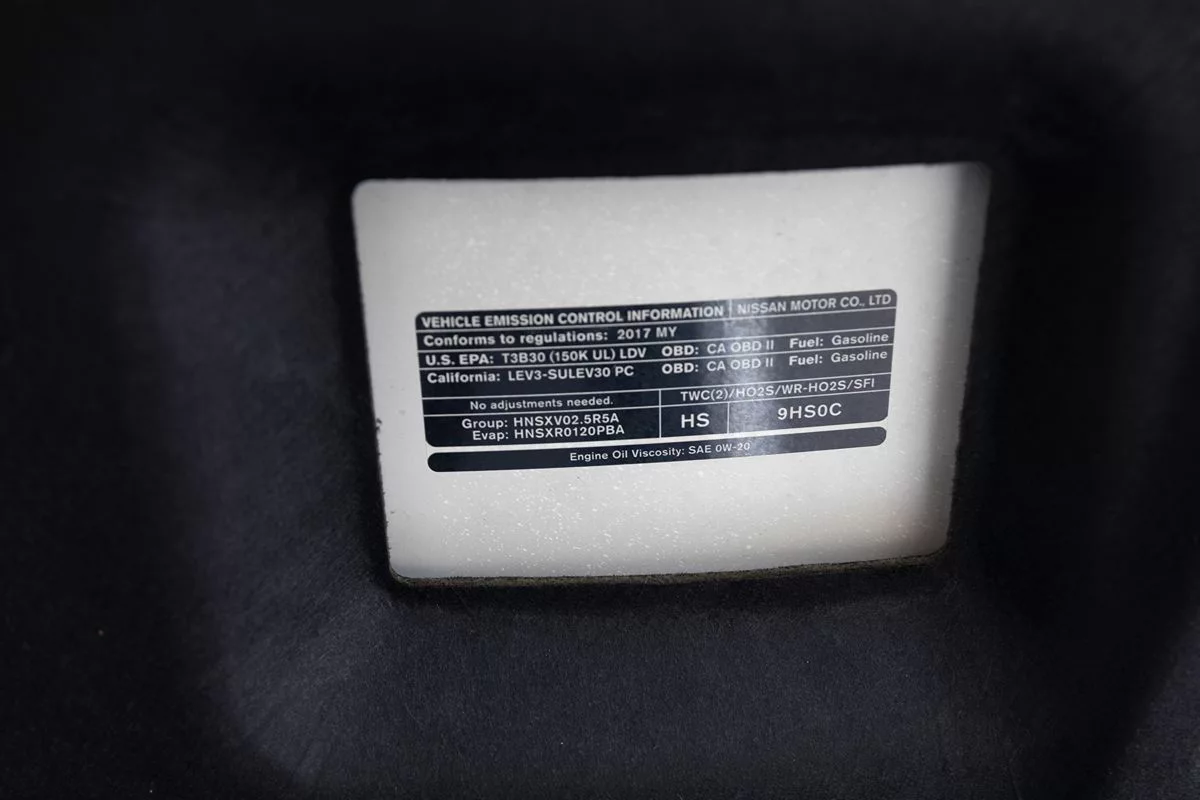 VEHICLE EMISSION CONTROL INFORMATION NISSAN MOTOR CO., LTD
Conforms to regulations: 2017 MY
U.S. EPA: T3B30 (150K UL) LDV OBD: CA OBD II Fuel: Gasoline
California: LEV3-SULEV30 PC OBD: CA OBD II Fuel: Gasoline
No adjustments needed. TWC(2)/HO2S/WR-HO2S/SFI
Group: HNSXV02.5R5A HS 9HS0C
Evap: HNSXR0120PBA
Engine Oil Viscosity: SAE 0W-20